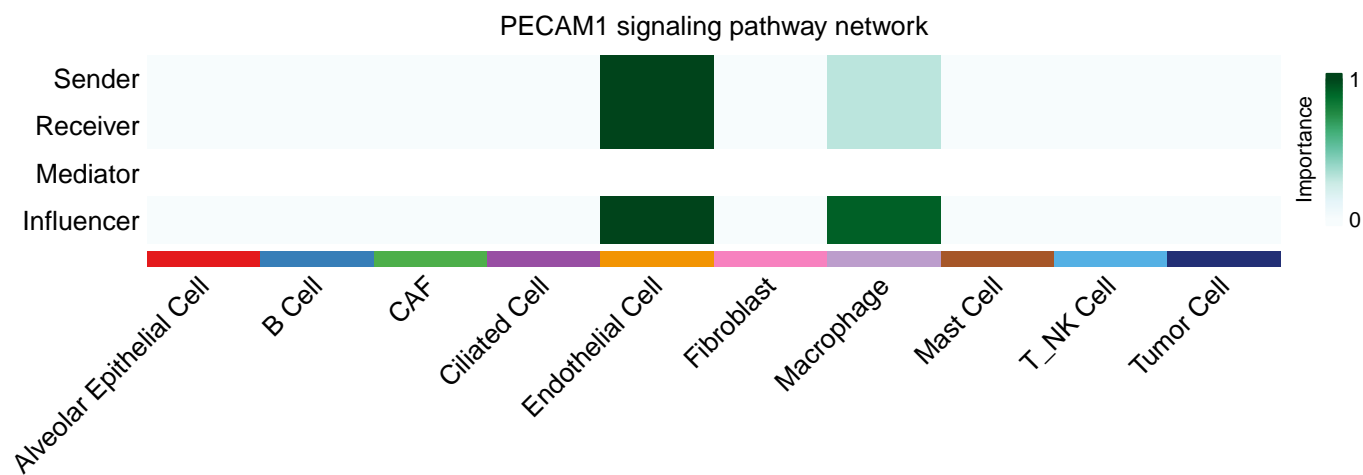 PECAM1 signaling pathway network
Sender
Receiver
Mediator
Influencer
Importance
1
0
Alveolar Epithelial Cell
B Cell
CAF
Ciliated Cell
Endothelial Cell
Fibroblast
Macrophage
Mast Cell
T_NK Cell
Tumor Cell